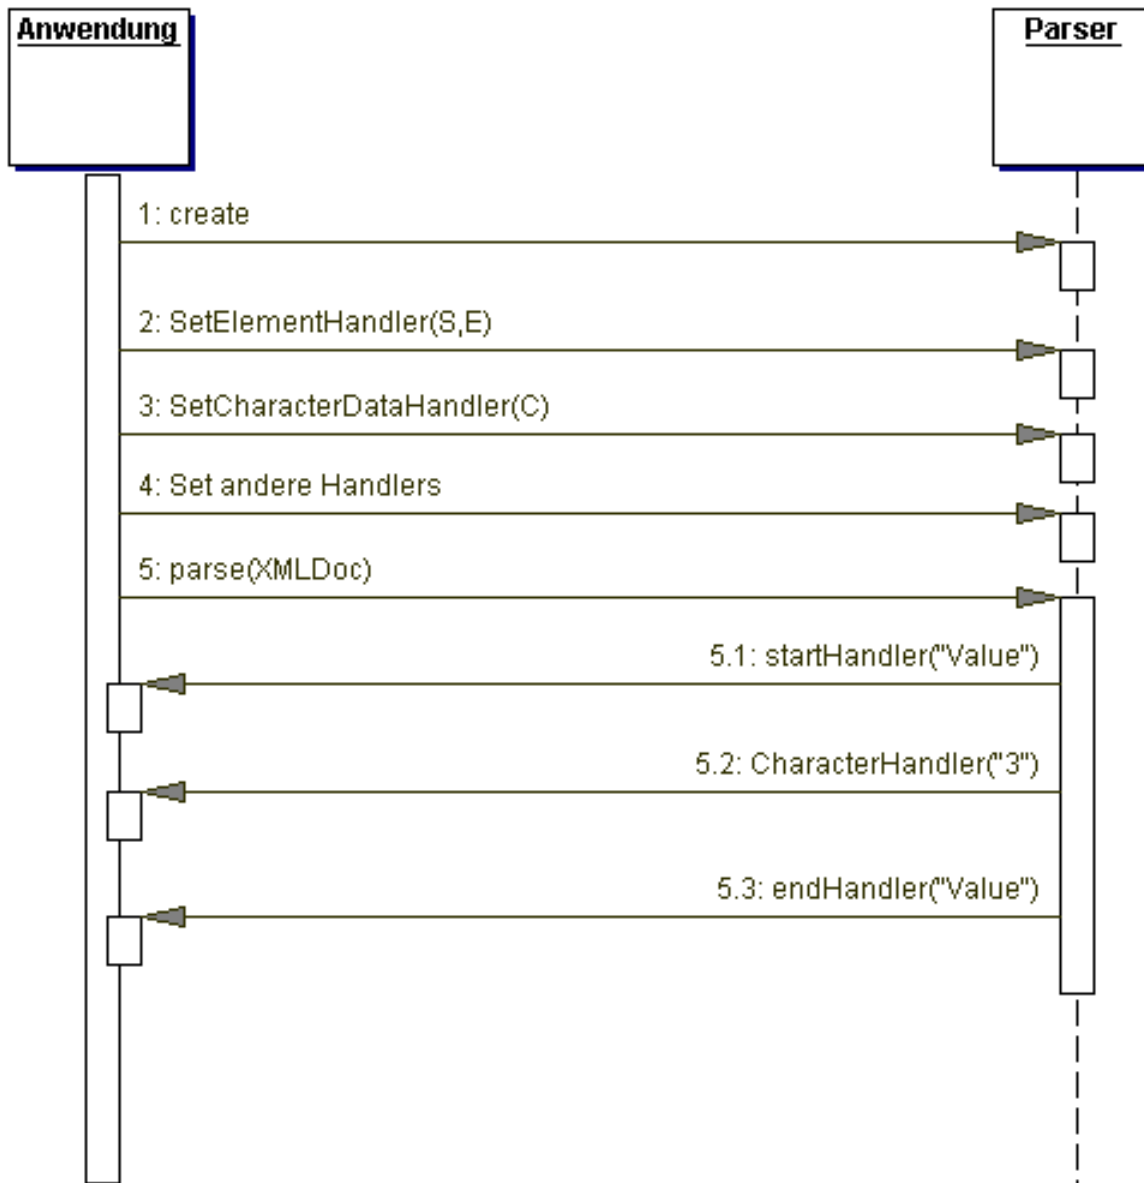 Anwendung
Parser
1: create
2: SetElementHandler(S,E)
3: SetCharacterDataHandler(C)
4: Set andere Handlers
5: parse(XMLDoc)
5.1: startHandler("Value")
5.2: CharacterHandler("3")
5.3: endHandler("Value")